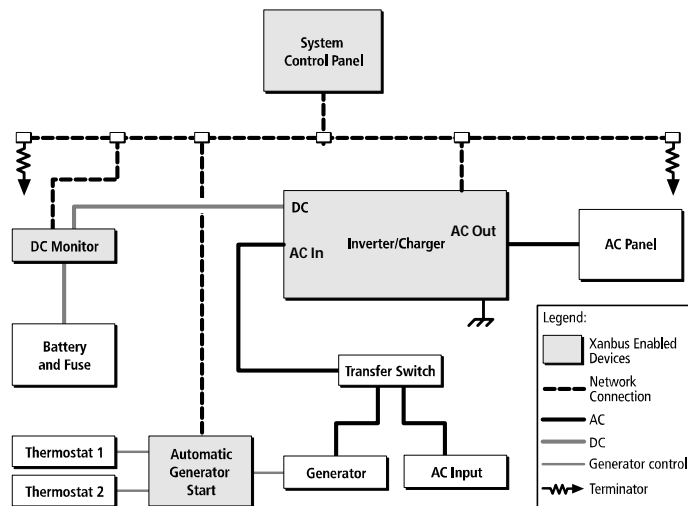 System
Control Panel
DC
AC In
Inverter/Charger
AC Out
AC Panel
DC Monitor
Battery
and Fuse
Transfer Switch
Thermostat 1
Thermostat 2
Automatic
Generator
Start
Generator
AC Input
Legend:
Xanbus Enabled
Devices
Network
Connection
AC
DC
Generator control
Terminator